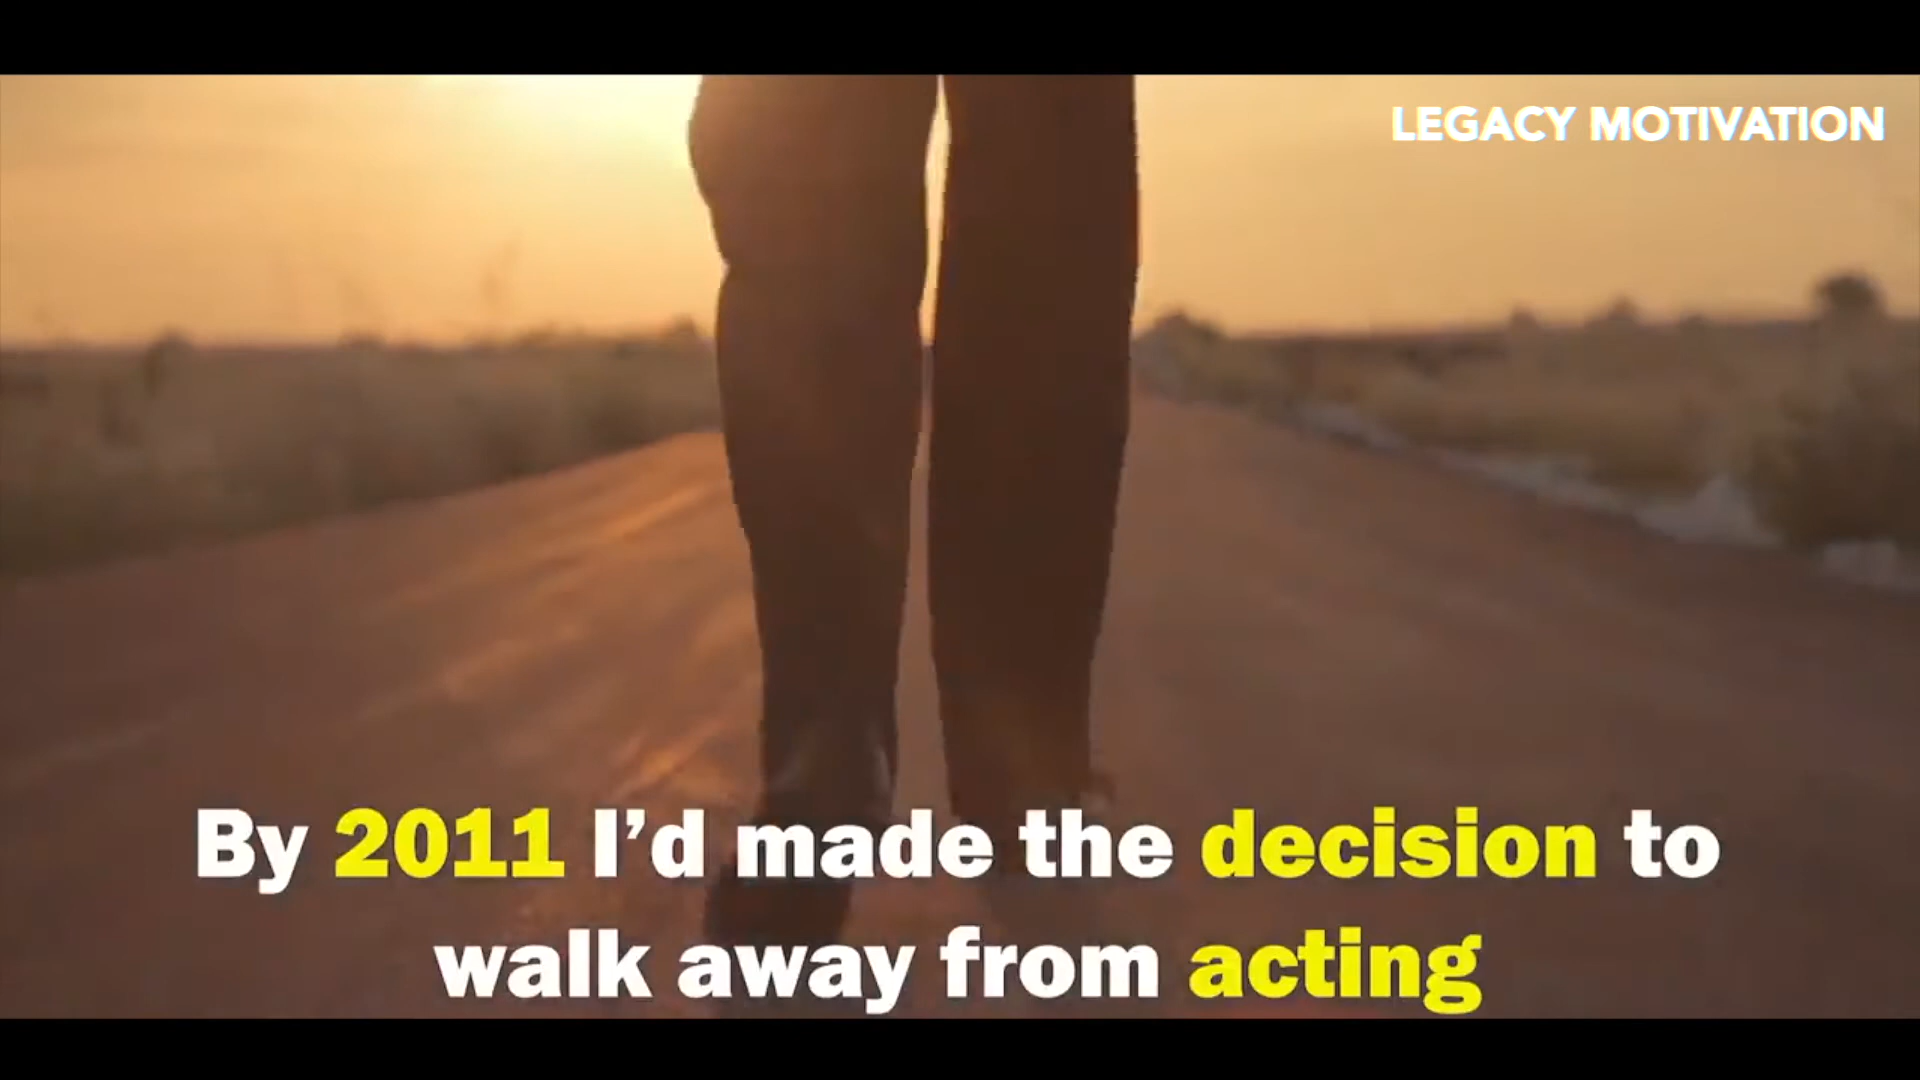 LEGACY MOTIVATION
By 2011 I’d made the decision to
walk away from acting